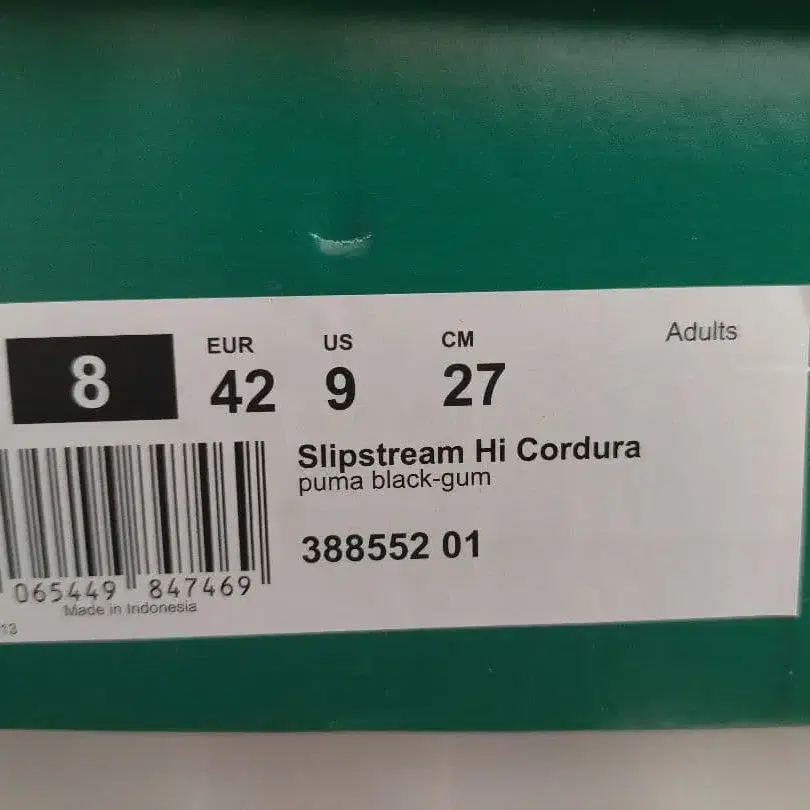 8
EUR US CM Adults
42 9 27
Slipstream Hi Cordura
puma black-gum
388552 01
065449 847469
Made in Indonesia
13